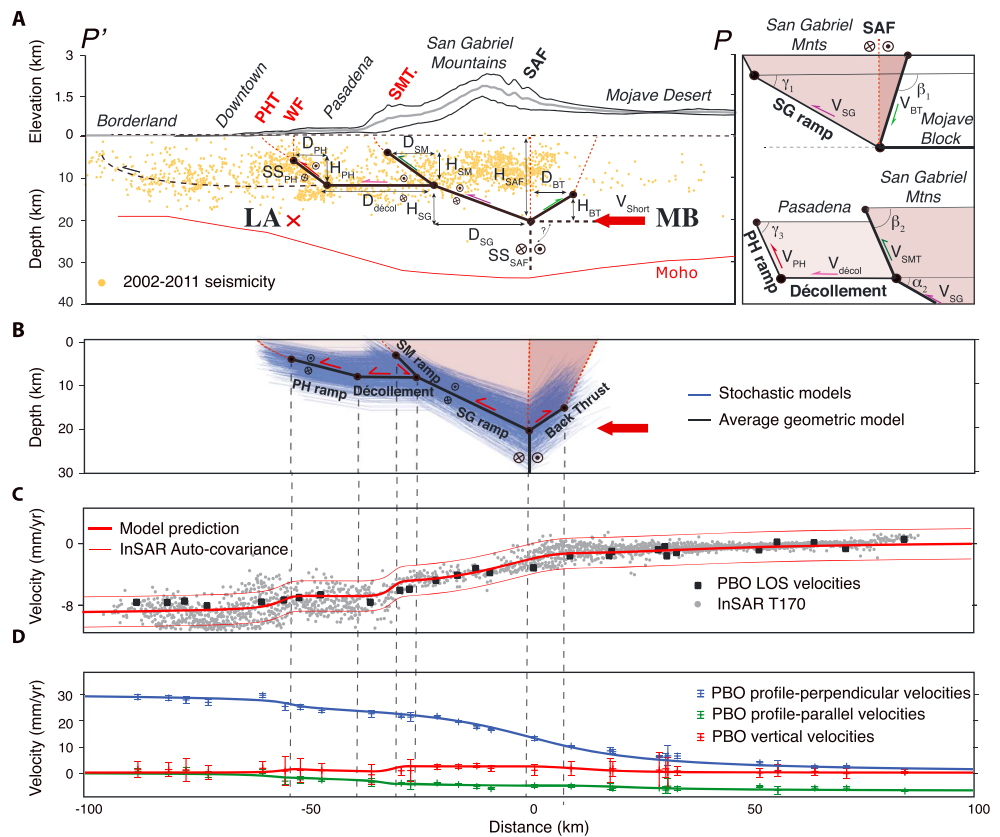 A
P'
Elevation (km)
3
1.5
0
Depth (km)
10
20
30
40
Borderland
Downtown
PHT
WF
Pasadena
SMT.
San Gabriel
Mountains
SAF
Mojave Desert
D_PH
SS_PH
H_PH
D_SM
H_SM
H_SAF
D_BT
H_BT
D_décol
H_SG
D_SG
V_Short
LA
MB
SS_SAF
?
Moho
2002-2011 seismicity
P
San Gabriel
Mnts
SAF
γ1
V_SG
SG ramp
V_BT
β1
Mojave
Block
San Gabriel
Mtns
Pasadena
γ3
V_PH
PH ramp
V_décol
Décollement
β2
V_SMT
α2
V_SG
B
Depth (km)
0
10
20
30
PH ramp
Décollement
SM ramp
SG ramp
Back Thrust
Stochastic models
Average geometric model
C
Velocity (mm/yr)
0
-8
Model prediction
InSAR Auto-covariance
PBO LOS velocities
InSAR T170
D
Velocity (mm/yr)
30
20
10
0
PBO profile-perpendicular velocities
PBO profile-parallel velocities
PBO vertical velocities
-100
-50
0
50
100
Distance (km)